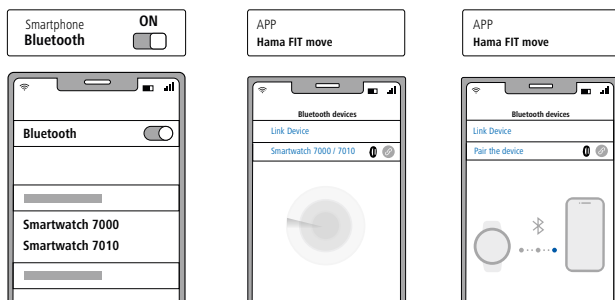 Smartphone ON
Bluetooth
Bluetooth
Smartwatch 7000
Smartwatch 7010
APP
Hama FIT move
Bluetooth devices
Link Device
Smartwatch 7000 / 7010
APP
Hama FIT move
Bluetooth devices
Link Device
Pair the device